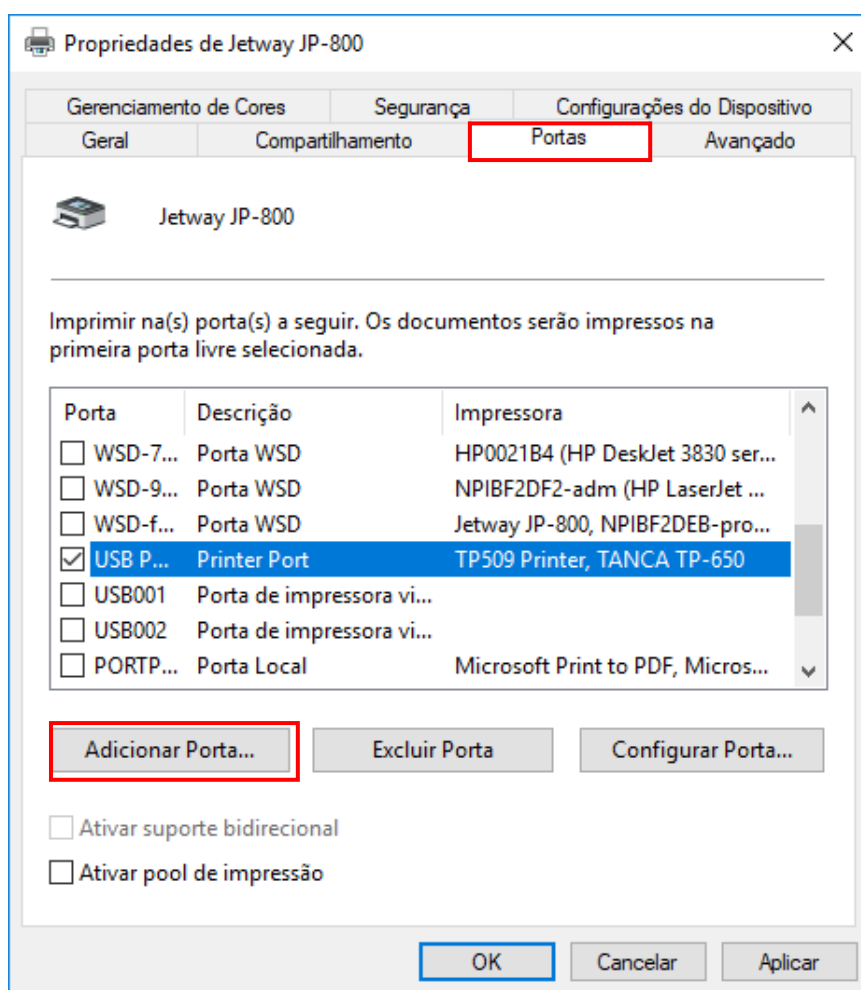 Propriedades de Jetway JP-800
Gerenciamento de Cores Segurança Configurações do Dispositivo
Geral Compartilhamento Portas Avançado
Jetway JP-800
Imprimir na(s) porta(s) a seguir. Os documentos serão impressos na
primeira porta livre selecionada.
Porta Descrição Impressora
WSD-7... Porta WSD HP0021B4 (HP DeskJet 3830 ser...
WSD-9... Porta WSD NPIBF2DF2-adm (HP LaserJet ...
WSD-f... Porta WSD Jetway JP-800, NPIBF2DEB-pro...
USB P... Printer Port TP509 Printer, TANCA TP-650
USB001 Porta de impressora vi...
USB002 Porta de impressora vi...
PORTP... Porta Local Microsoft Print to PDF, Micros...
Adicionar Porta... Excluir Porta Configurar Porta...
Ativar suporte bidirecional
Ativar pool de impressão
OK Cancelar Aplicar